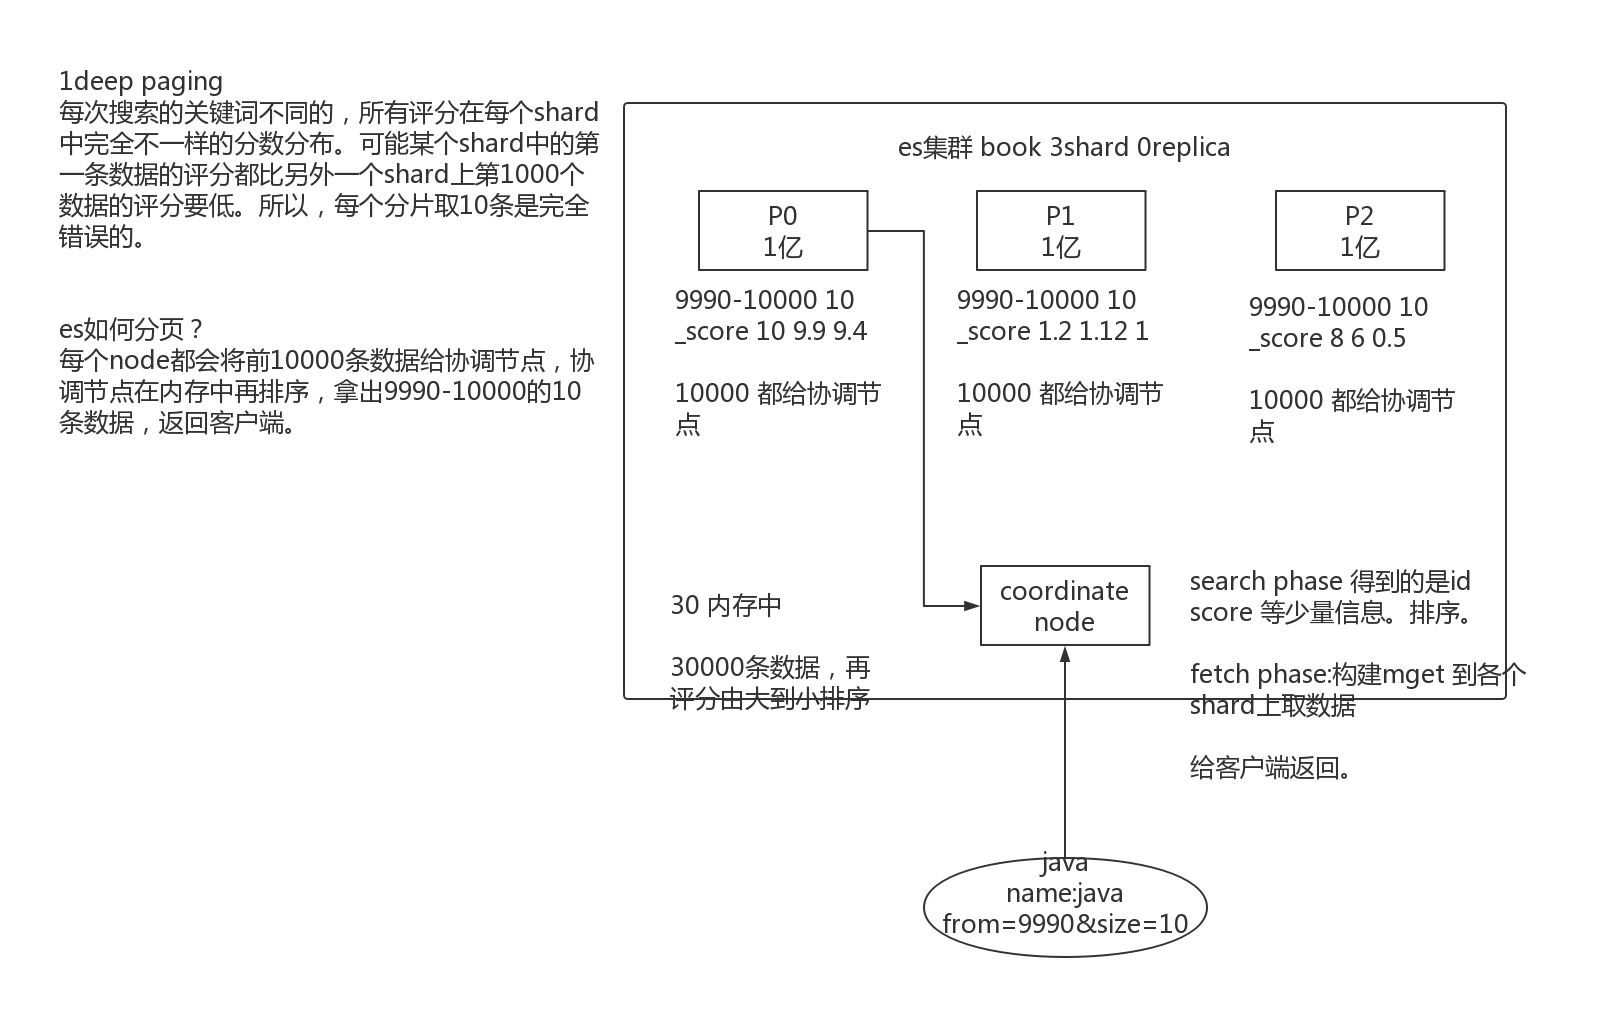 1deep paging
每次搜索的关键词不同的，所有评分在每个shard
中完全不一样的分数分布。可能某个shard中的第
一条数据的评分都比另外一个shard上第1000个
数据的评分要低。所以，每个分片取10条是完全
错误的。
es如何分页？
每个node都会将前10000条数据给协调节点，协
调节点在内存中再排序，拿出9990-10000的10
条数据，返回客户端。
es集群 book 3shard 0replica
P0
1亿
P1
1亿
P2
1亿
9990-10000 10
_score 10 9.9 9.4
10000 都给协调节
点
9990-10000 10
_score 1.2 1.12 1
10000 都给协调节
点
9990-10000 10
_score 8 6 0.5
10000 都给协调节
点
30 内存中
30000条数据，再
评分由大到小排序
coordinate
node
search phase 得到的是id
score 等少量信息。排序。
fetch phase:构建mget 到各个
shard上取数据
给客户端返回。
java
name:java
from=9990&size=10